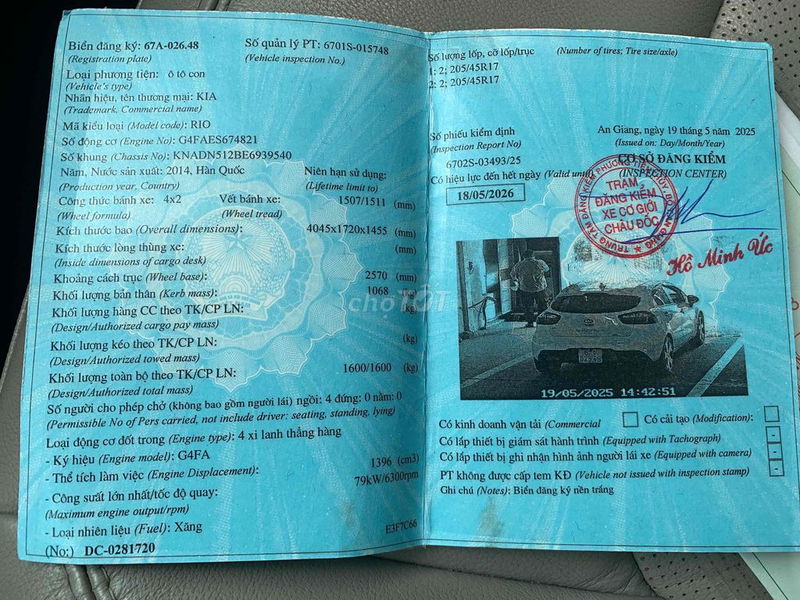 Biển đăng ký: 67A-026.48 Số quản lý PT: 6701S-015748
(Registration plate) (Vehicle inspection No.)
Loại phương tiện: ô tô con
(Vehicle's type)
Nhãn hiệu, tên thương mại: KIA
(Trademark, Commercial name)
Mã kiểu loại (Model code): RIO
Số động cơ (Engine No): G4FAES674821
Số khung (Chassis No): KNADN512BE6939540
Năm, Nước sản xuất: 2014, Hàn Quốc Niên hạn sử dụng:
(Production year, Country) (Lifetime limit to)
Công thức bánh xe: 4x2 Vết bánh xe: 1507/1511 (mm)
(Wheel formula) (Wheel tread)
Kích thước bao (Overall dimensions): 4045x1720x1455 (mm)
Kích thước lòng thùng xe: (mm)
(Inside dimensions of cargo desk)
Khoảng cách trục (Wheel base): 2570 (mm)
Khối lượng bản thân (Kerb mass): 1068 (kg)
Khối lượng hàng CC theo TK/CP LN: (kg)
(Design/Authorized cargo pay mass)
Khối lượng kéo theo TK/CP LN: (kg)
(Design/Authorized towed mass)
Khối lượng toàn bộ theo TK/CP LN: 1600/1600 (kg)
(Design/Authorized total mass)
Số người cho phép chở (không bao gồm người lái) ngồi: 4 đứng: 0 nằm: 0
(Permissible No of Pers carried, not include driver: seating, standing, lying)
Loại động cơ đốt trong (Engine type): 4 xi lanh thẳng hàng
- Ký hiệu (Engine model): G4FA
- Thể tích làm việc (Engine Displacement): 1396 (cm3)
- Công suất lớn nhất/tốc độ quay: 79kW/6300rpm
(Maximum engine output/rpm)
- Loại nhiên liệu (Fuel): Xăng E3F7C66
(No:) DC-0281720
Số lượng lốp, cỡ lốp/trục (Number of tires; Tire size/axle)
1: 2; 205/45R17
2: 2; 205/45R17
Số phiếu kiểm định An Giang, ngày 19 tháng 5 năm 2025
(Inspection Report No) (Issued on: Day/Month/Year)
6702S-03493/25 CƠ SỞ ĐĂNG KIỂM
Có hiệu lực đến hết ngày (Valid until) (INSPECTION CENTER)
18/05/2026
TRẠM
ĐĂNG KIỂM
XE CƠ GIỚI
CHÂU ĐỐC
Hồ Minh Úc
chợTỐT
19/05/2025 14:42:51
Có kinh doanh vận tải (Commercial Có cải tạo (Modification):
Có lắp thiết bị giám sát hành trình (Equipped with Tachograph)
Có lắp thiết bị ghi nhận hình ảnh người lái xe (Equipped with camera)
PT không được cấp tem KĐ (Vehicle not issued with inspection stamp)
Ghi chú (Notes): Biển đăng ký nền trắng